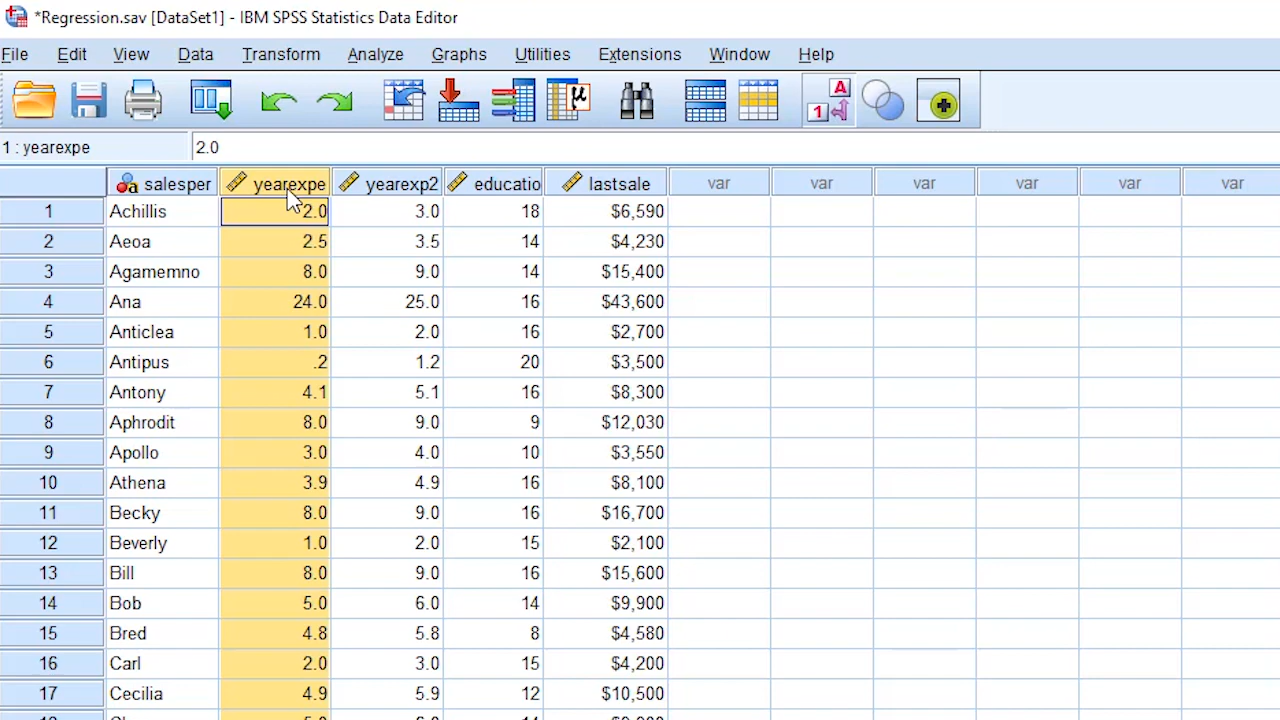 *Regression.sav [DataSet1] - IBM SPSS Statistics Data Editor
File Edit View Data Transform Analyze Graphs Utilities Extensions Window Help
1 : yearexpe 2.0
salesper yearexpe yearexp2 educatio lastsale var var var var var var
1 Achillis 2.0 3.0 18 $6,590
2 Aeoa 2.5 3.5 14 $4,230
3 Agamemno 8.0 9.0 14 $15,400
4 Ana 24.0 25.0 16 $43,600
5 Anticlea 1.0 2.0 16 $2,700
6 Antipus .2 1.2 20 $3,500
7 Antony 4.1 5.1 16 $8,300
8 Aphrodit 8.0 9.0 9 $12,030
9 Apollo 3.0 4.0 10 $3,550
10 Athena 3.9 4.9 16 $8,100
11 Becky 8.0 9.0 16 $16,700
12 Beverly 1.0 2.0 15 $2,100
13 Bill 8.0 9.0 16 $15,600
14 Bob 5.0 6.0 14 $9,900
15 Bred 4.8 5.8 8 $4,580
16 Carl 2.0 3.0 15 $4,200
17 Cecilia 4.9 5.9 12 $10,500